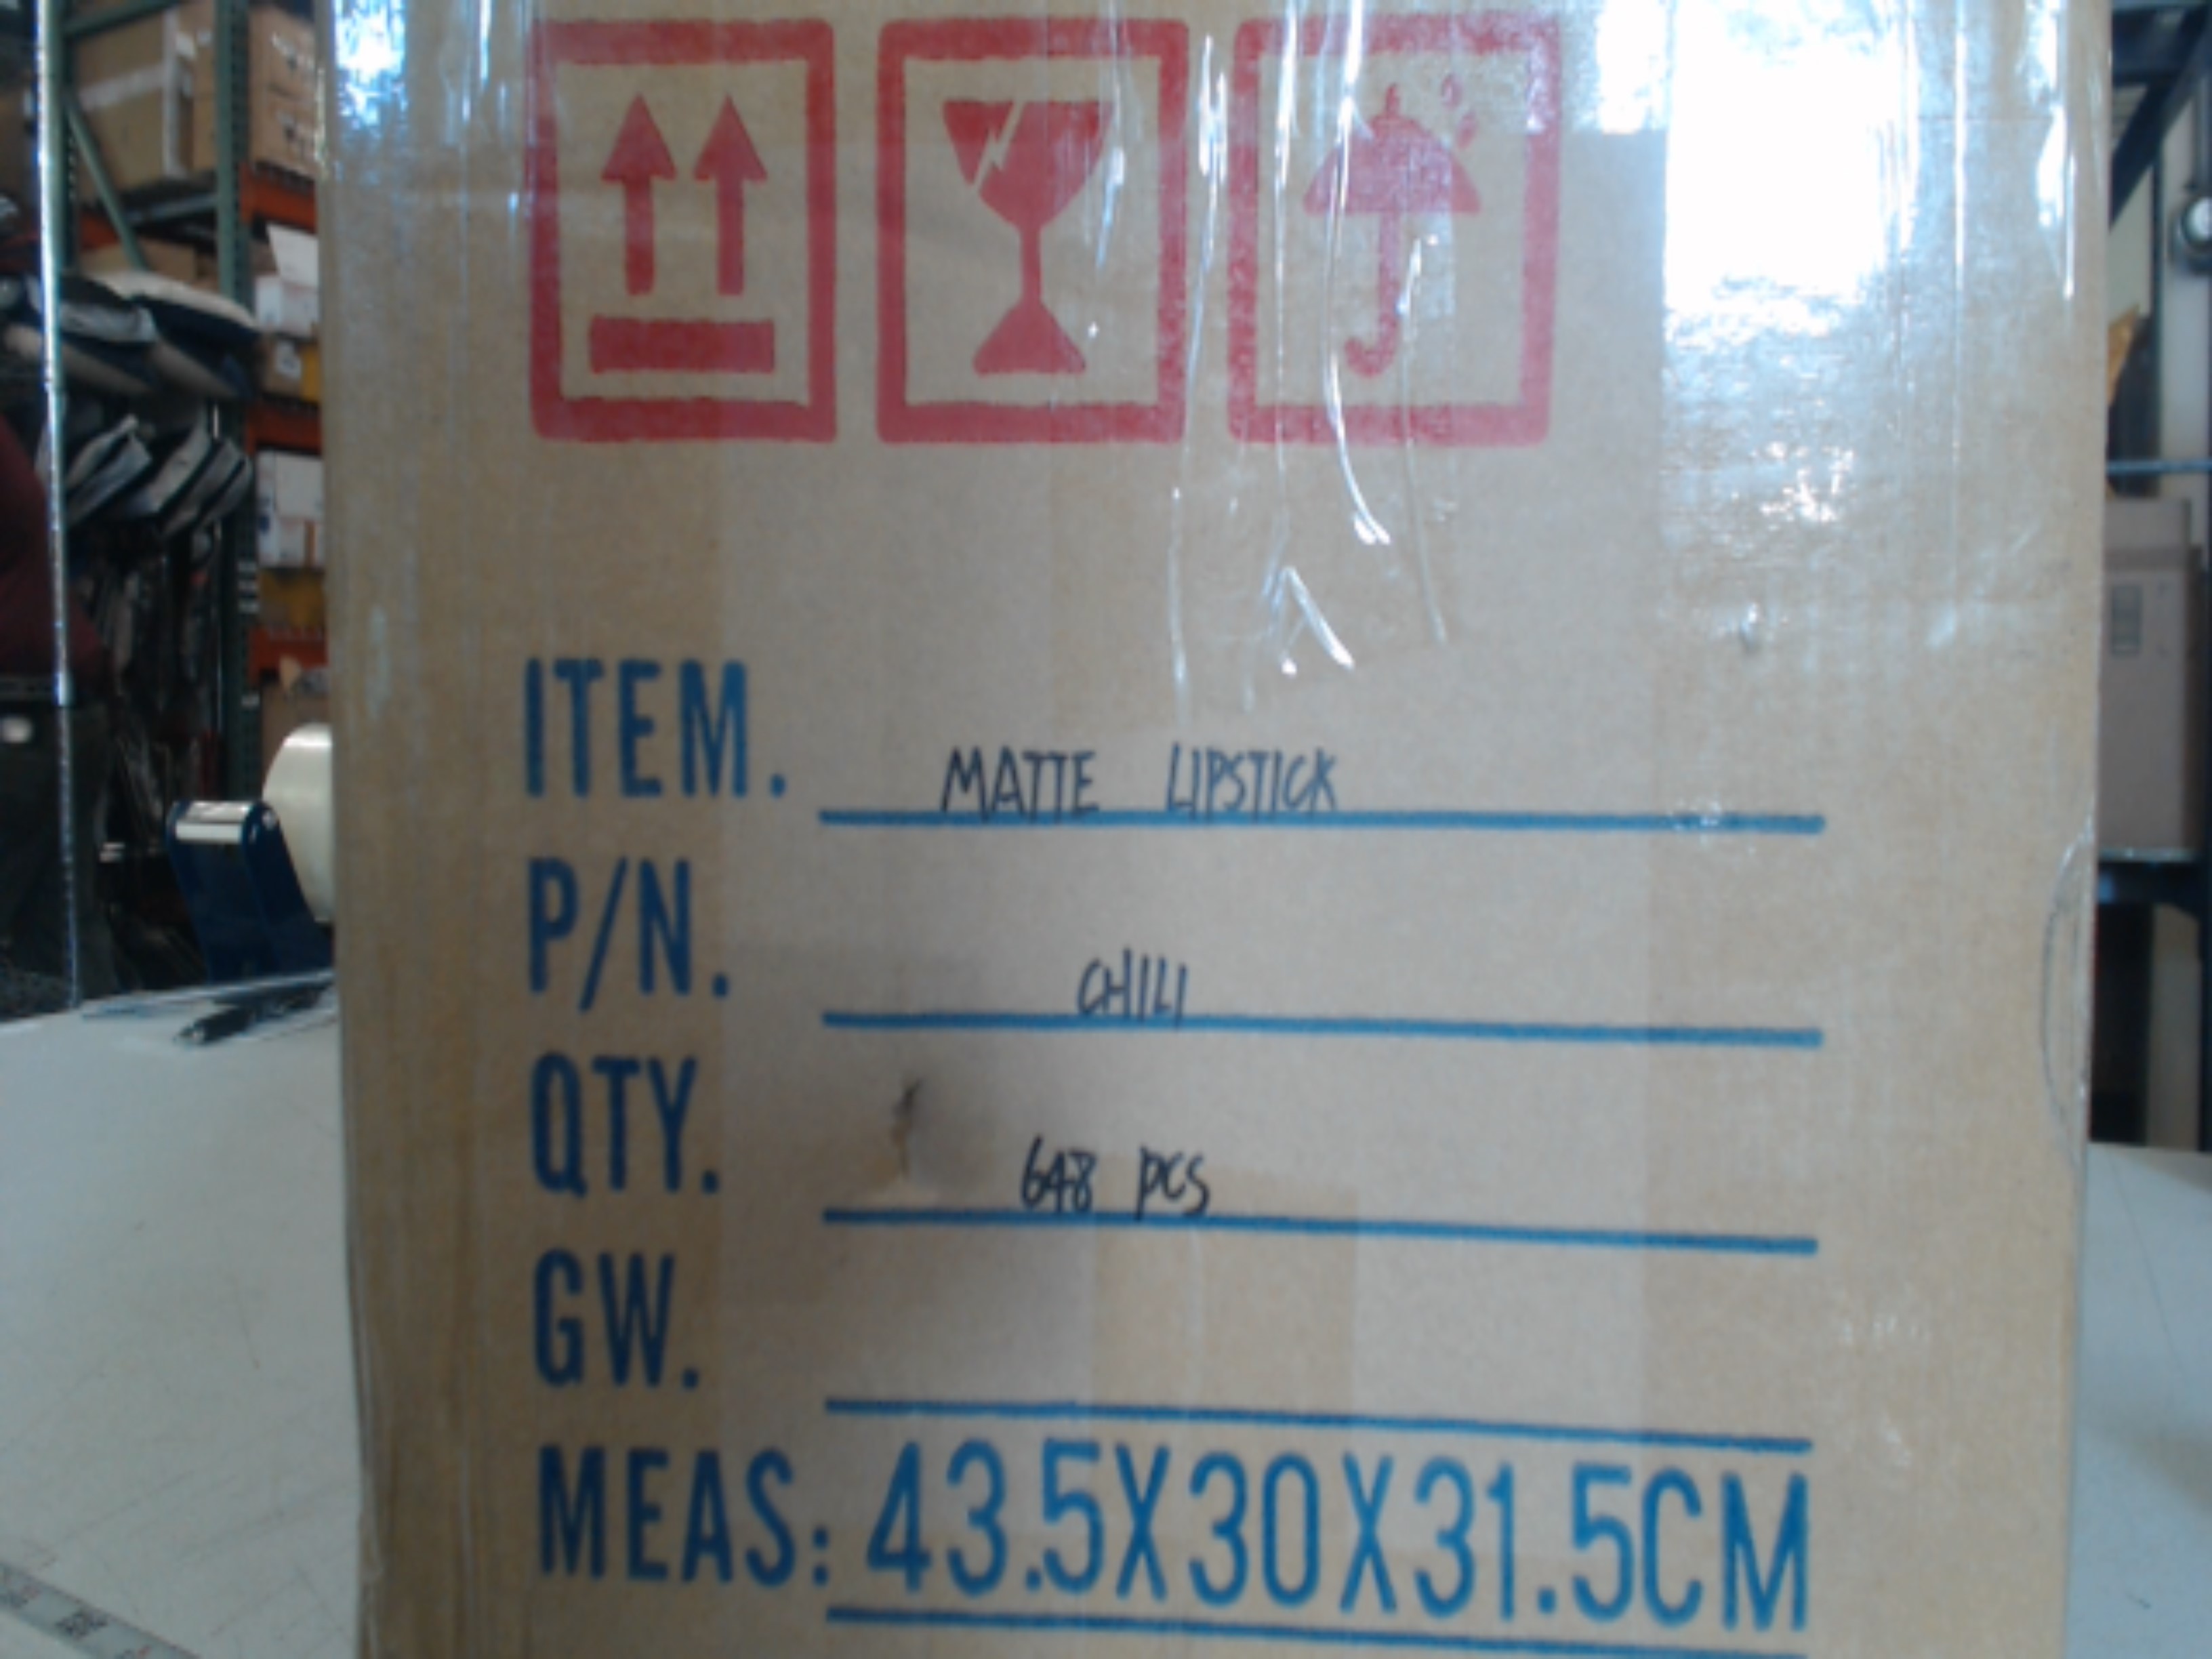 ITEM. MATTE LIPSTICK
P/N. CHILI
QTY. 648 pcs
GW.
MEAS: 43.5X30X31.5CM